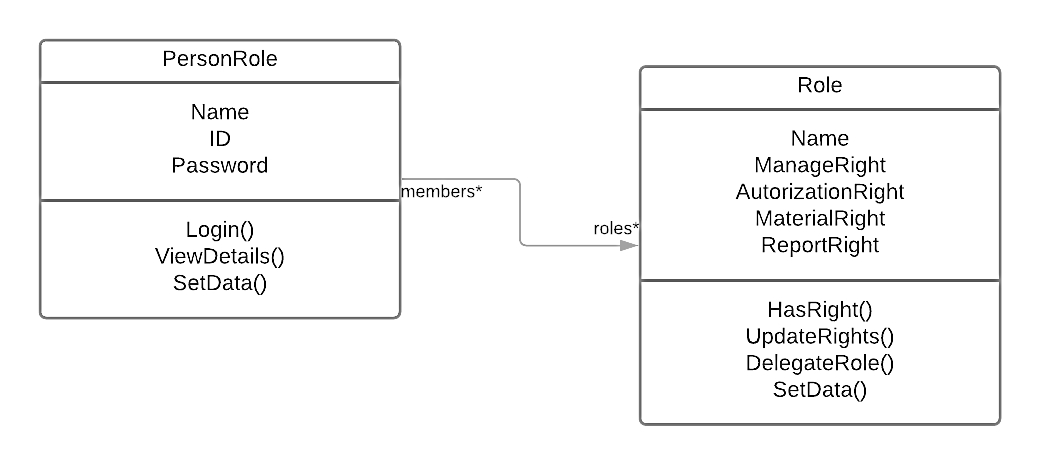 PersonRole
Name
ID
Password
Login()
ViewDetails()
SetData()
members*
roles*
Role
Name
ManageRight
AutorizationRight
MaterialRight
ReportRight
HasRight()
UpdateRights()
DelegateRole()
SetData()